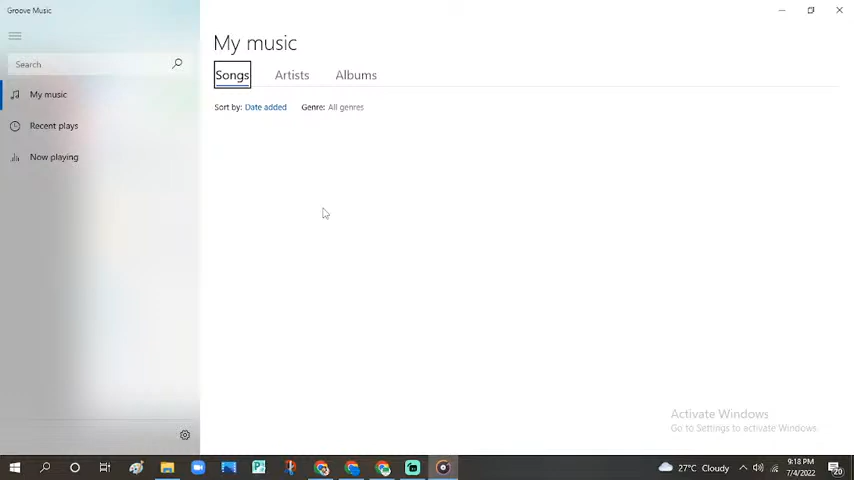 Groove Music
My music
Search
Songs Artists Albums
My music
Sort by: Date added Genre: All genres
Recent plays
Now playing
Activate Windows
Go to Settings to activate Windows.
27°C Cloudy
9:18 PM
7/4/2022
20